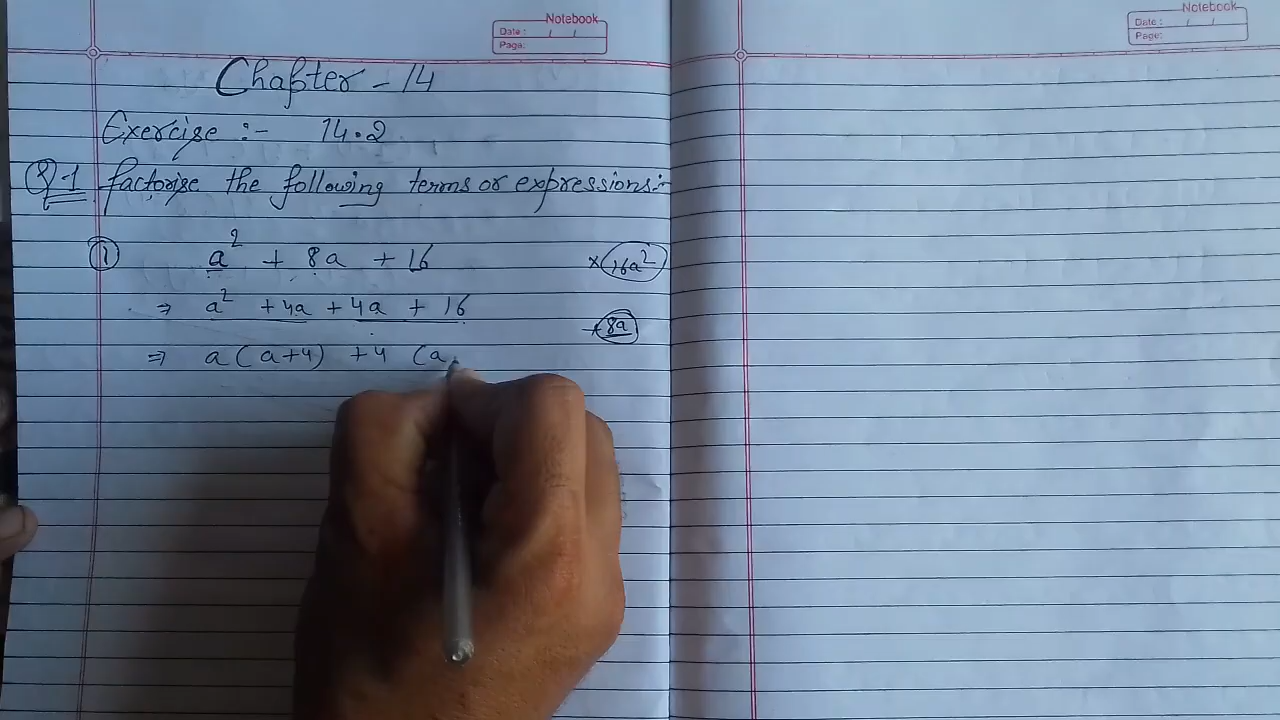 Notebook
Date : / /
Page:
Notebook
Date : / /
Page:
Chapter - 14
Exercise :- 14.2
Q.1 factorise the following terms or expressions:-
(i) a² + 8a + 16 × 16a²
⇒ a² + 4a + 4a + 16 + 8a
⇒ a (a+4) + 4 (a